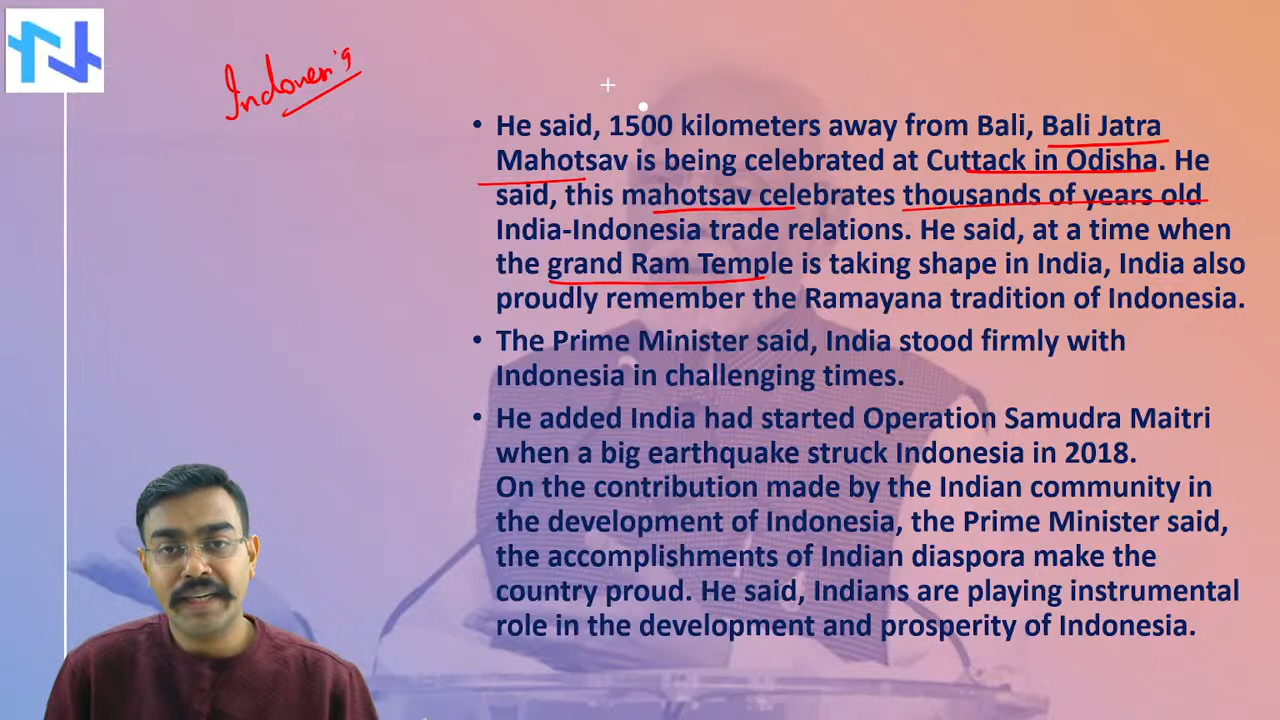 Indonesia
• He said, 1500 kilometers away from Bali, Bali Jatra
Mahotsav is being celebrated at Cuttack in Odisha. He
said, this mahotsav celebrates thousands of years old
India-Indonesia trade relations. He said, at a time when
the grand Ram Temple is taking shape in India, India also
proudly remember the Ramayana tradition of Indonesia.
• The Prime Minister said, India stood firmly with
Indonesia in challenging times.
• He added India had started Operation Samudra Maitri
when a big earthquake struck Indonesia in 2018.
On the contribution made by the Indian community in
the development of Indonesia, the Prime Minister said,
the accomplishments of Indian diaspora make the
country proud. He said, Indians are playing instrumental
role in the development and prosperity of Indonesia.